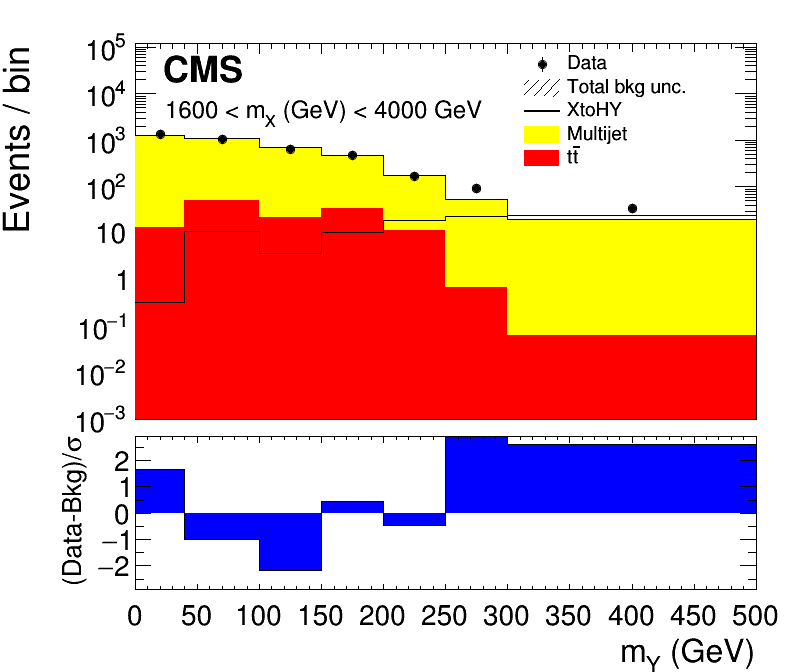 CMS
1600 < mX (GeV) < 4000 GeV
Data
Total bkg unc.
XtoHY
Multijet
tt̄
Events / bin
10^5
10^4
10^3
10^2
10
1
10^−1
10^−2
10^−3
(Data-Bkg)/σ
2
1
0
−1
−2
0 50 100 150 200 250 300 350 400 450 500
mY (GeV)